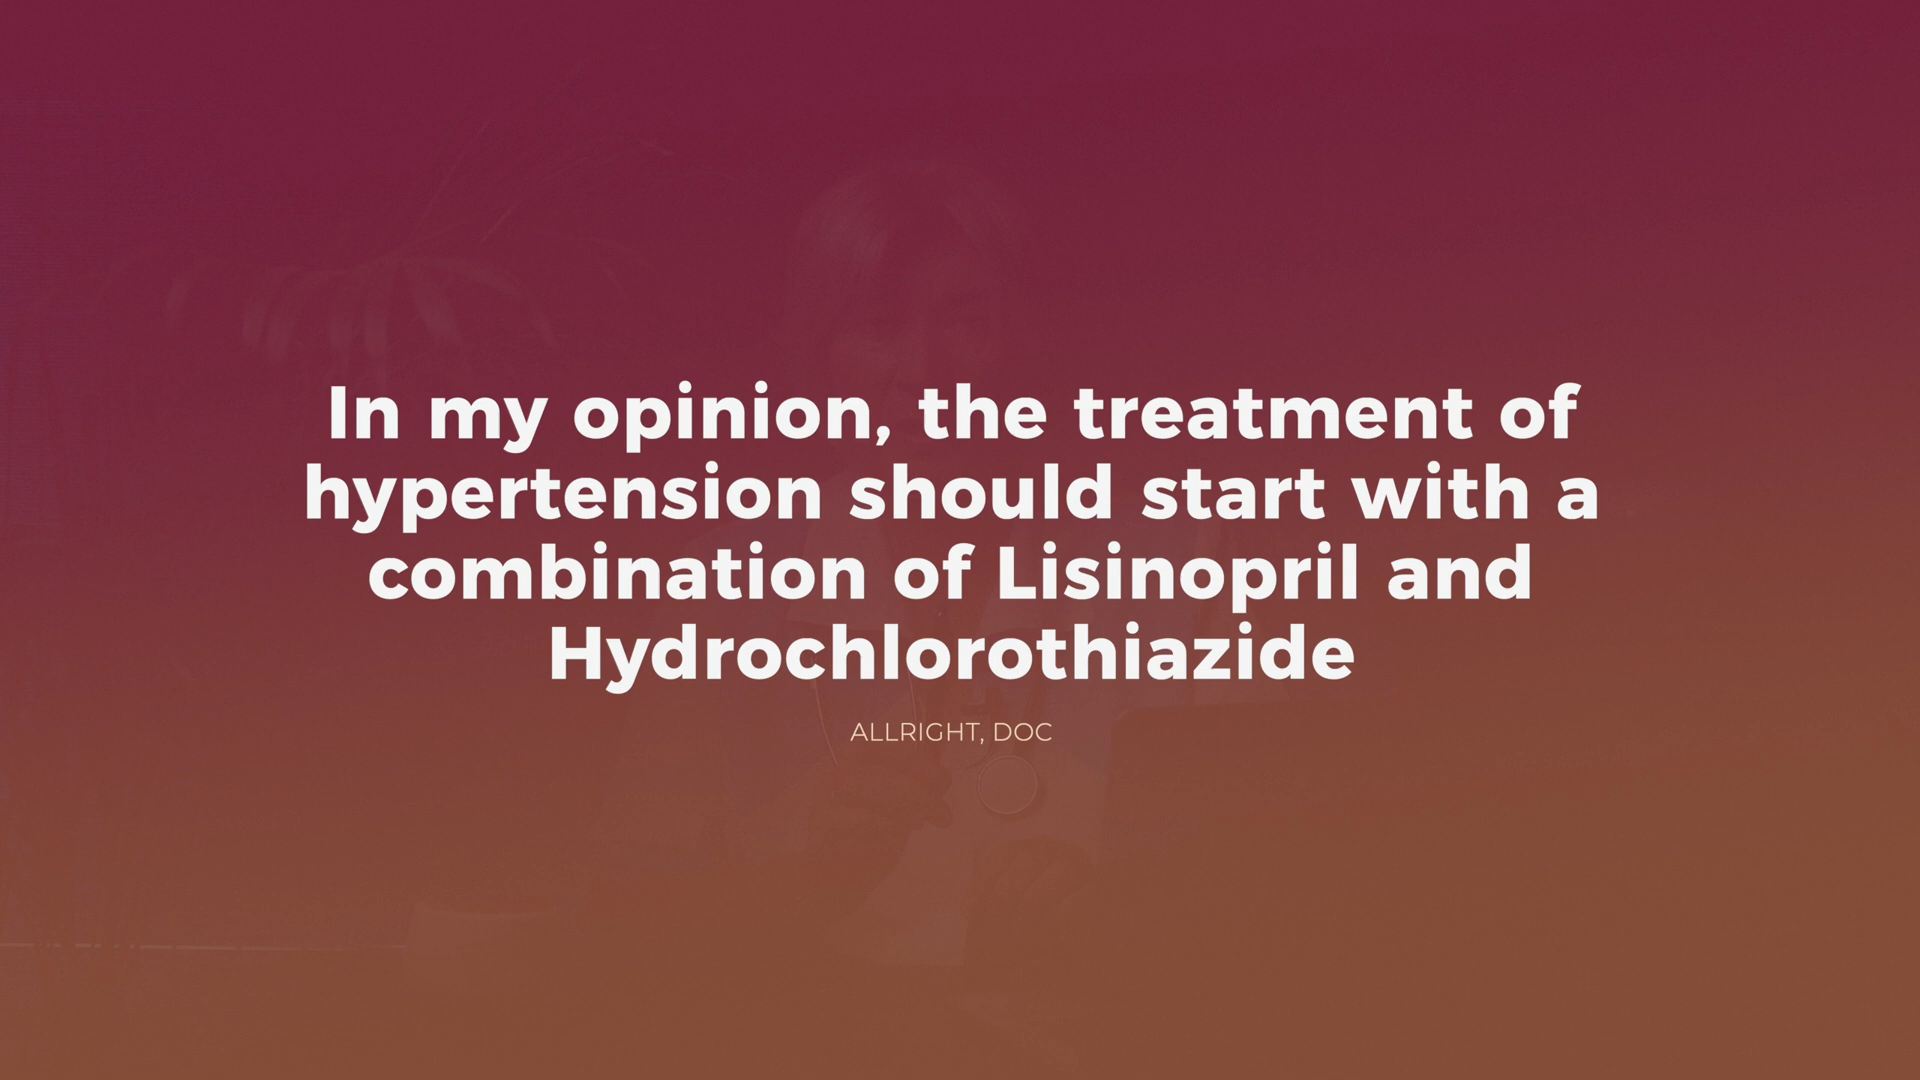 In my opinion, the treatment of
hypertension should start with a
combination of Lisinopril and
Hydrochlorothiazide
ALLRIGHT, DOC